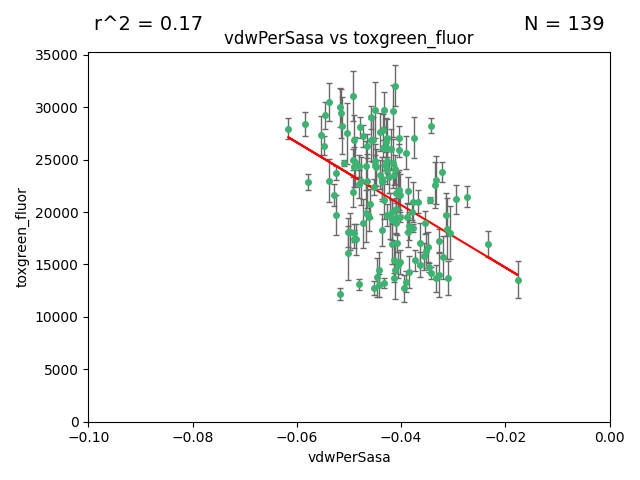 r^2 = 0.17
N = 139
vdwPerSasa vs toxgreen_fluor
35000
30000
25000
20000
15000
10000
5000
0
toxgreen_fluor
−0.10
−0.08
−0.06
−0.04
−0.02
0.00
vdwPerSasa